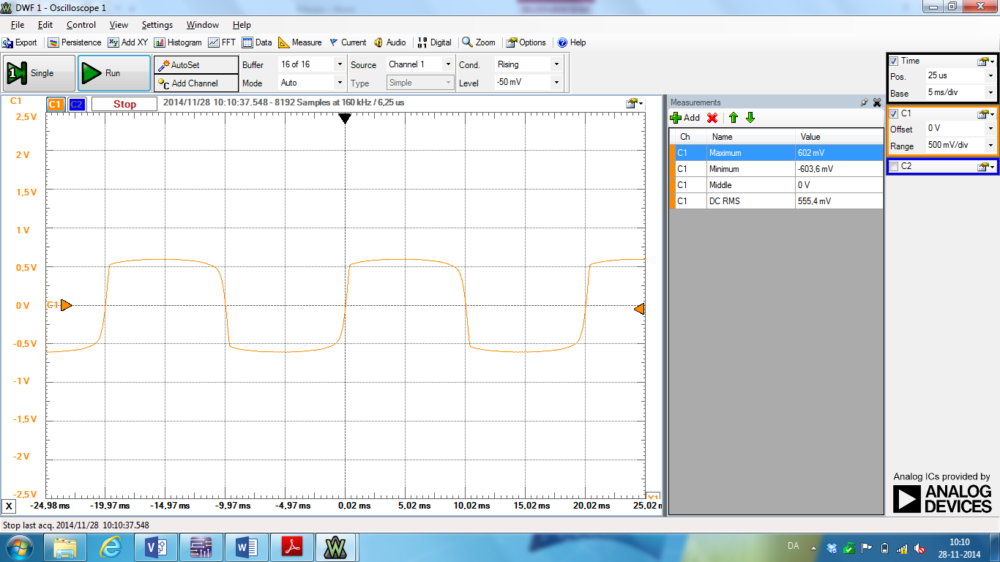 DWF 1 - Oscilloscope 1
File Edit Control View Settings Window Help
Export Persistence Add XY Histogram FFT Data Measure Current Audio Digital Zoom Options Help
Single Run AutoSet Buffer 16 of 16 Source Channel 1 Cond. Rising
Add Channel Mode Auto Type Simple Level -50 mV
Time
Pos. 25 us
Base 5 ms/div
C1
Offset 0 V
Range 500 mV/div
C2
C1 C1 C2 Stop 2014/11/28 10:10:37.548 - 8192 Samples at 160 kHz / 6,25 us
2,5 V
2 V
1,5 V
1 V
0,5 V
0 V
-0,5 V
-1 V
-1,5 V
-2 V
-2,5 V
C1
X -24,98 ms -19,97 ms -14,97 ms -9,97 ms -4,97 ms 0,02 ms 5,02 ms 10,02 ms 15,02 ms 20,02 ms 25,02 m
Y1
Measurements
Add
Ch Name Value
C1 Maximum 602 mV
C1 Minimum -603,6 mV
C1 Middle 0 V
C1 DC RMS 555,4 mV
Analog ICs provided by
ANALOG
DEVICES
Stop last acq. 2014/11/28 10:10:37.548
DA
10:10
28-11-2014